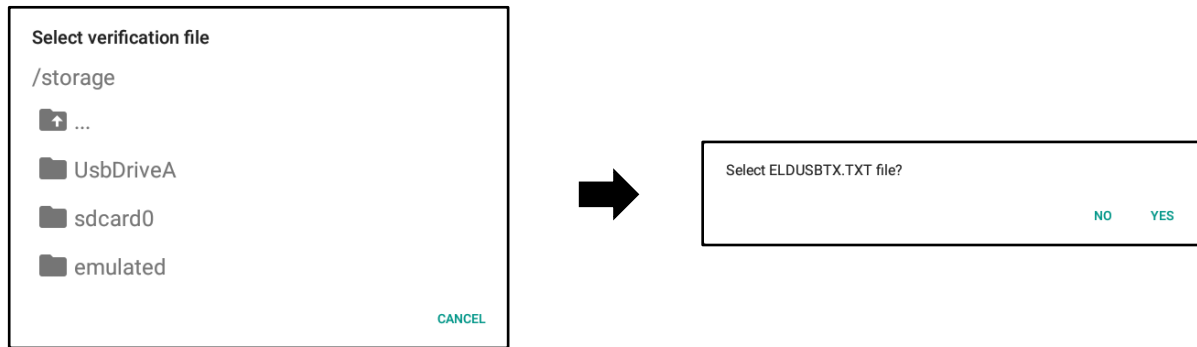 Select verification file
/storage
...
UsbDriveA
sdcard0
emulated
CANCEL
Select ELDUSBTX.TXT file?
NO YES